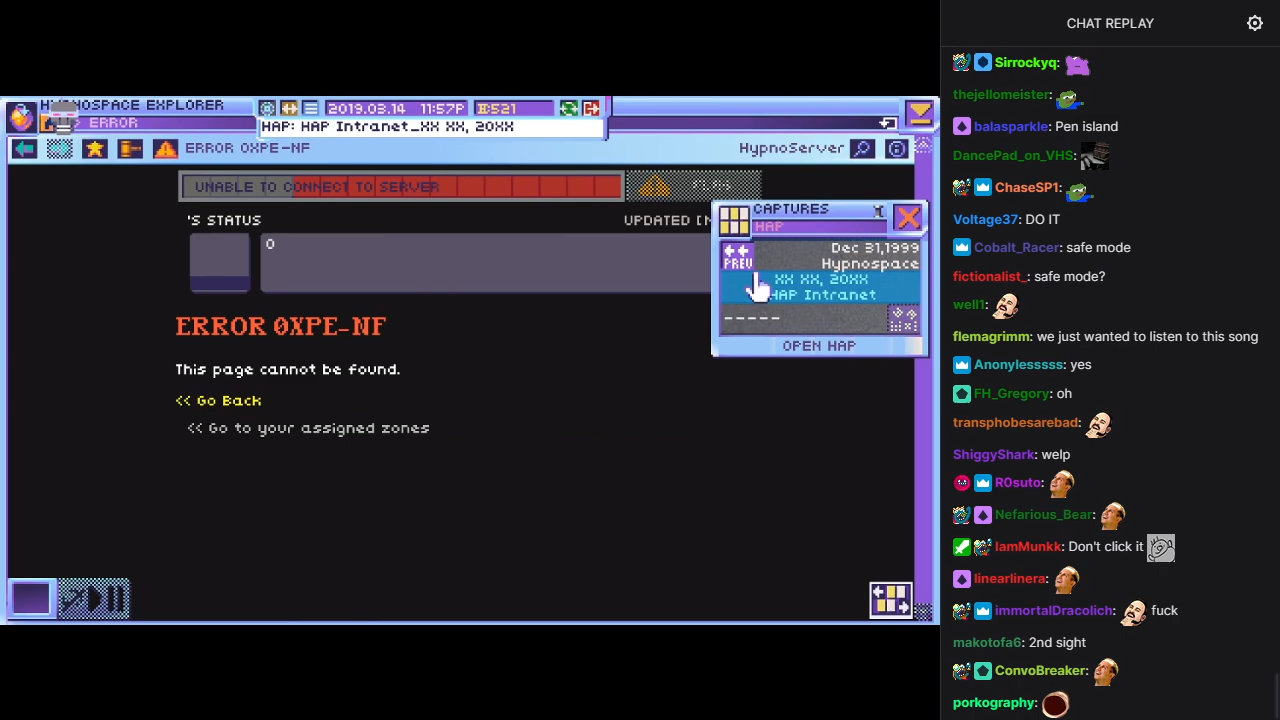 CHAT REPLAY
HYPNOSPACE EXPLORER
2019.03.14 11:57P
521
ERROR
HAP: HAP Intranet_XX XX, 20XX
ERROR 0XPE-NF
HypnoServer
UNABLE TO CONNECT TO SERVER
'S STATUS
UPDATED [N
0
CAPTURES
HAP
PREV
Dec 31,1999
Hypnospace
XX XX, 20XX
HAP Intranet
-----
OPEN HAP
ERROR 0XPE-NF
This page cannot be found.
<< Go Back
<< Go to your assigned zones
Sirrockyq:
thejellomeister:
balasparkle: Pen island
DancePad_on_VHS:
ChaseSP1:
Voltage37: DO IT
Cobalt_Racer: safe mode
fictionalist_: safe mode?
well1:
flemagrimm: we just wanted to listen to this song
Anonylesssss: yes
FH_Gregory: oh
transphobesarebad:
ShiggyShark: welp
R0suto:
Nefarious_Bear:
IamMunkk: Don't click it
linearlinera:
immortalDracolich: fuck
makotofa6: 2nd sight
ConvoBreaker:
porkography: